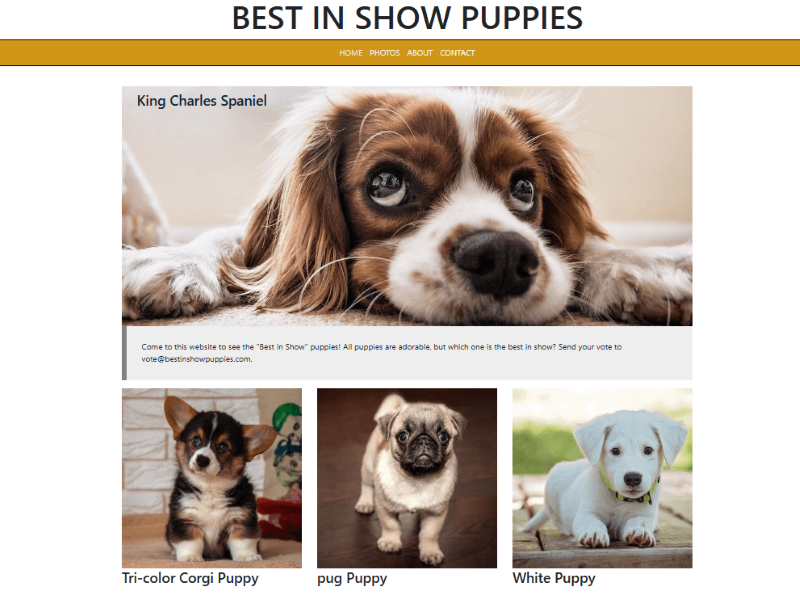 BEST IN SHOW PUPPIES
HOME PHOTOS ABOUT CONTACT
King Charles Spaniel
Come to this website to see the "Best in Show" puppies! All puppies are adorable, but which one is the best in show? Send your vote to
vote@bestinshowpuppies.com.
Tri-color Corgi Puppy
pug Puppy
White Puppy